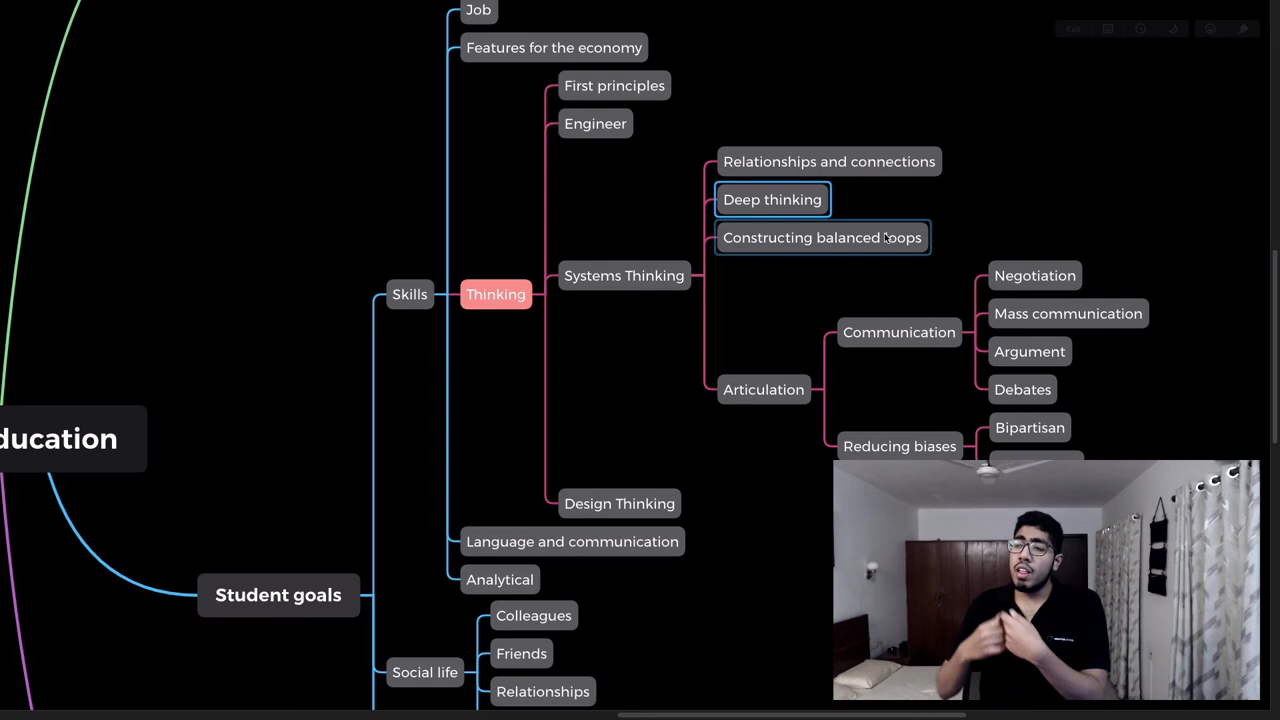 Job
Exit
Features for the economy
First principles
Engineer
Relationships and connections
Deep thinking
Constructing balanced loops
Systems Thinking
Negotiation
Skills
Thinking
Mass communication
Communication
Argument
Articulation
Debates
Bipartisan
ducation
Reducing biases
Design Thinking
Language and communication
Analytical
Student goals
Colleagues
Friends
Social life
Relationships